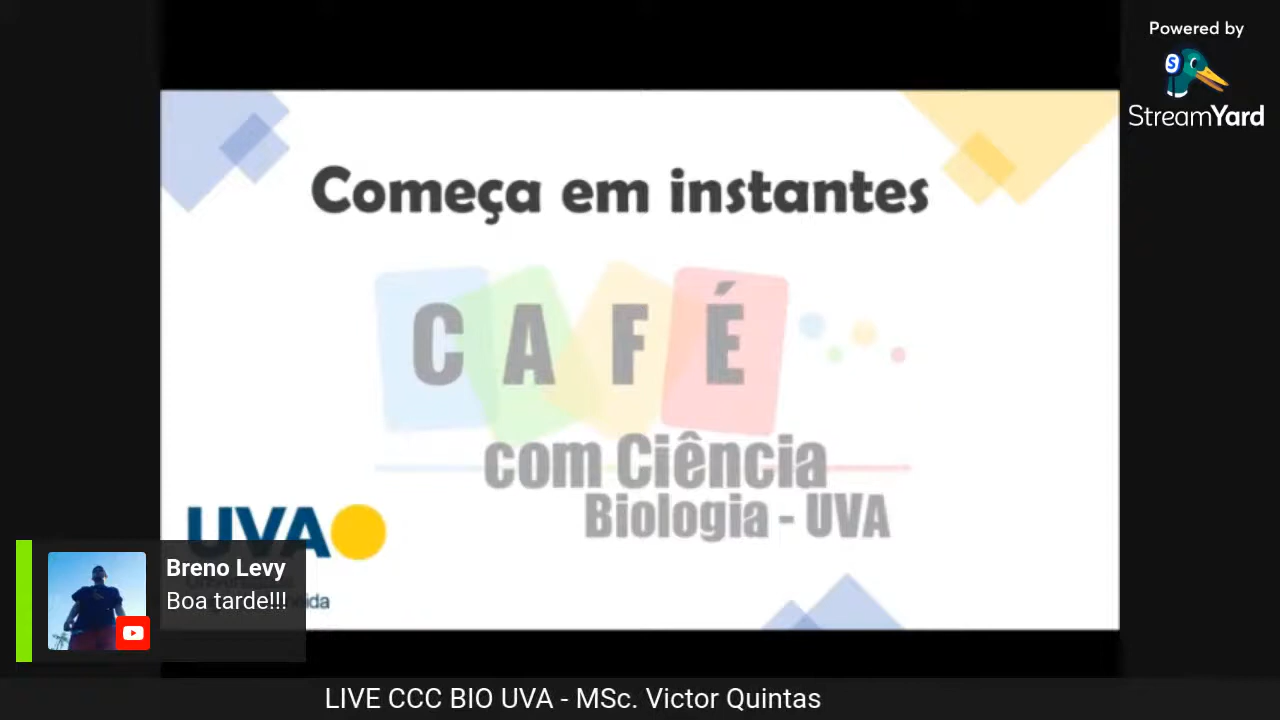 Powered by
StreamYard
Começa em instantes
CAFÉ
com Ciência
Biologia - UVA
UVA
Breno Levy
Boa tarde!!!
LIVE CCC BIO UVA - MSc. Victor Quintas